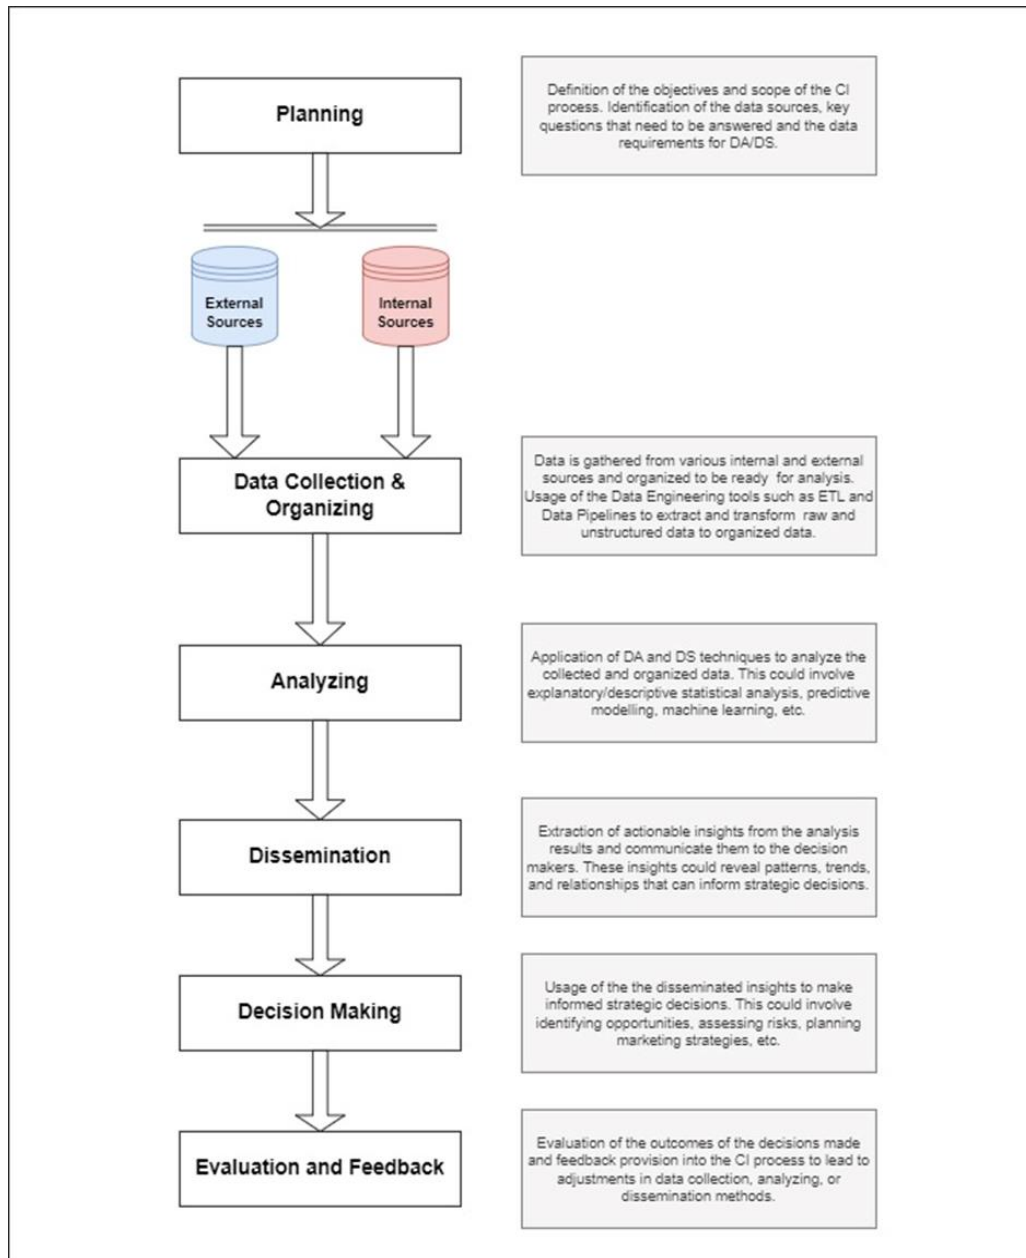 Planning
Definition of the objectives and scope of the CI
process. Identification of the data sources, key
questions that need to be answered and the data
requirements for DA/DS.
External
Sources
Internal
Sources
Data Collection &
Organizing
Data is gathered from various internal and external
sources and organized to be ready for analysis.
Usage of the Data Engineering tools such as ETL and
Data Pipelines to extract and transform raw and
unstructured data to organized data.
Analyzing
Application of DA and DS techniques to analyze the
collected and organized data. This could involve
explanatory/descriptive statistical analysis, predictive
modelling, machine learning, etc.
Dissemination
Extraction of actionable insights from the analysis
results and communicate them to the decision
makers. These insights could reveal patterns, trends,
and relationships that can inform strategic decisions.
Decision Making
Usage of the the disseminated insights to make
informed strategic decisions. This could involve
identifying opportunities, assessing risks, planning
marketing strategies, etc.
Evaluation and Feedback
Evaluation of the outcomes of the decisions made
and feedback provision into the CI process to lead to
adjustments in data collection, analyzing, or
dissemination methods.